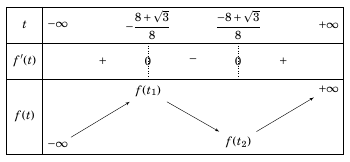 t −∞ −(8+√3)/8 (−8+√3)/8 +∞
f′(t) + 0 − 0 +
f(t) −∞ f(t₁) f(t₂) +∞